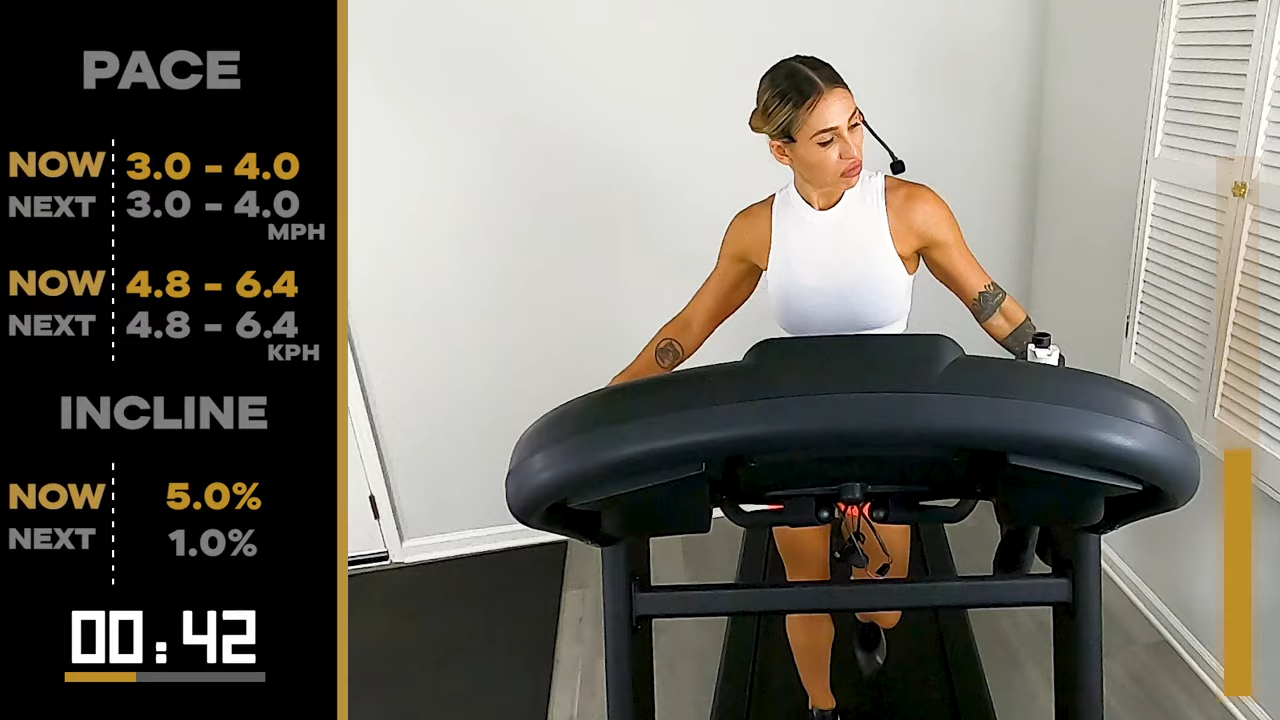 PACE
NOW 3.0 - 4.0
NEXT 3.0 - 4.0
MPH
NOW 4.8 - 6.4
NEXT 4.8 - 6.4
KPH
INCLINE
NOW 5.0%
NEXT 1.0%
00:42